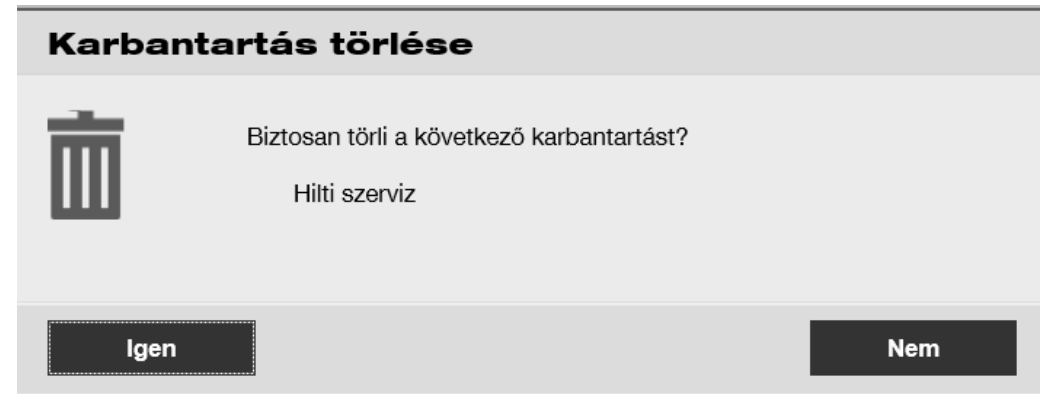 Karbantartás törlése
Biztosan törli a következő karbantartást?
Hilti szerviz
Igen
Nem